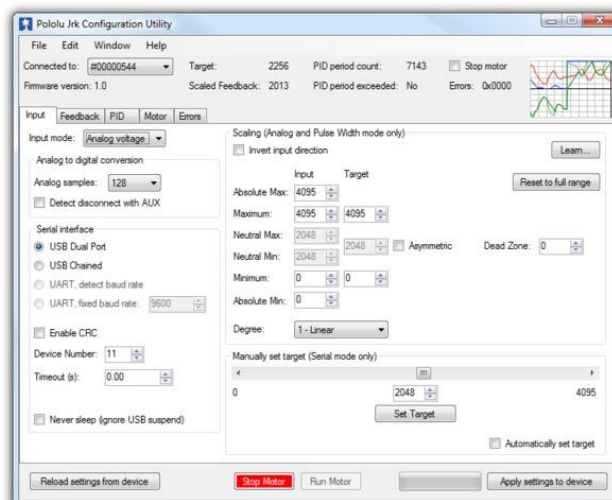 Pololu Jrk Configuration Utility
File Edit Window Help
Connected to: #00000544 Target: 2256 PID period count: 7143 Stop motor
Firmware version: 1.0 Scaled Feedback: 2013 PID period exceeded: No Errors: 0x0000
Input Feedback PID Motor Errors
Input mode: Analog voltage
Analog to digital conversion
Analog samples: 128
Detect disconnect with AUX
Serial interface
USB Dual Port
USB Chained
UART, detect baud rate
UART, fixed baud rate: 9600
Enable CRC
Device Number: 11
Timeout (s): 0.00
Never sleep (ignore USB suspend)
Scaling (Analog and Pulse Width mode only)
Invert input direction Learn...
Input Target
Reset to full range
Absolute Max: 4095
Maximum: 4095 4095
Neutral Max: 2048
2048 Asymmetric Dead Zone: 0
Neutral Min: 2048
Minimum: 0 0
Absolute Min: 0
Degree: 1 - Linear
Manually set target (Serial mode only)
0 2048 4095
Set Target
Automatically set target
Reload settings from device Stop Motor Run Motor Apply settings to device